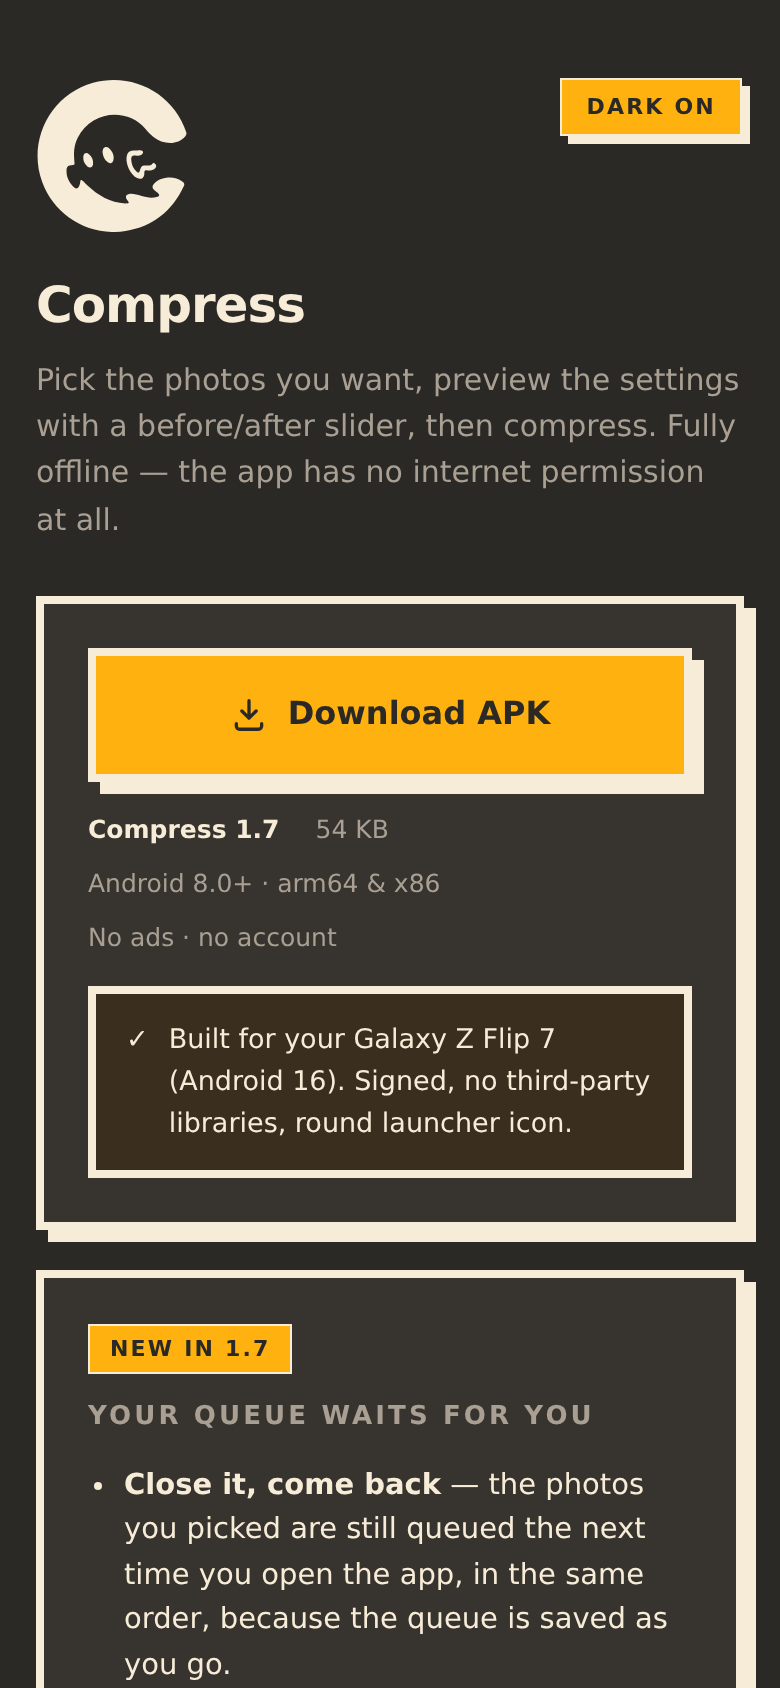 DARK ON
Compress
Pick the photos you want, preview the settings
with a before/after slider, then compress. Fully
offline — the app has no internet permission
at all.
Download APK
Compress 1.7 54 KB
Android 8.0+ · arm64 & x86
No ads · no account
✓ Built for your Galaxy Z Flip 7
(Android 16). Signed, no third-party
libraries, round launcher icon.
NEW IN 1.7
YOUR QUEUE WAITS FOR YOU
• Close it, come back — the photos
you picked are still queued the next
time you open the app, in the same
order, because the queue is saved as
you go.